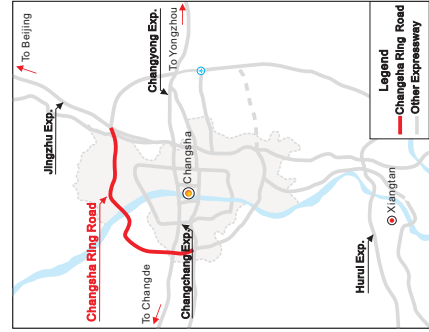 To Beijing
Jingzhu Exp.
Changsha Ring Road
Changyong Exp.
To Yongzhou
Changsha
Changchang Exp.
To Changde
Hurui Exp.
Xiangtan
Legend
Changsha Ring Road
Other Expressway